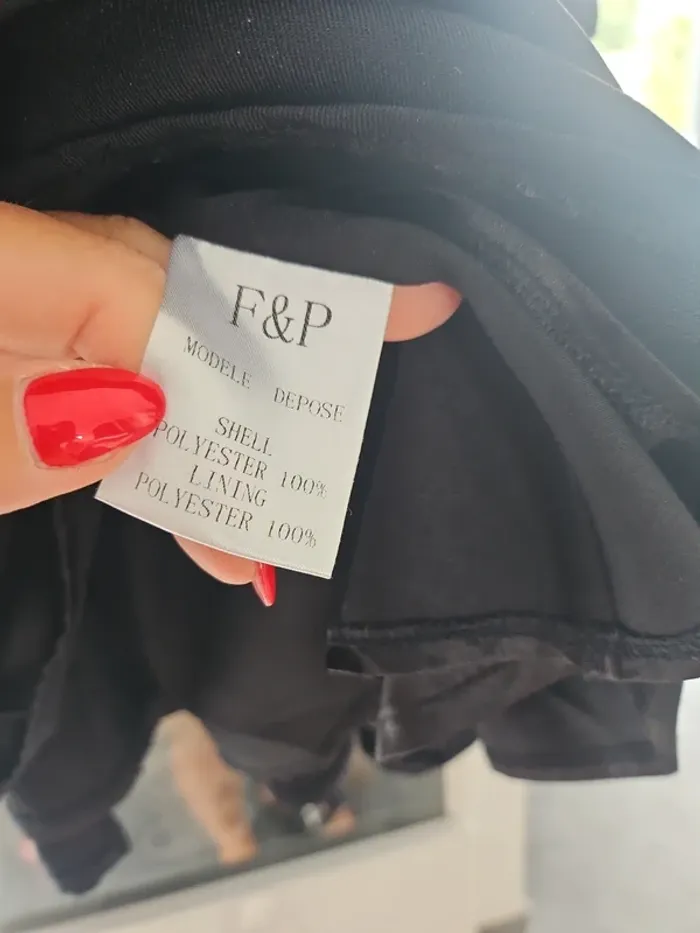 F&P
MODELE DEPOSE
SHELL
POLYESTER 100%
LINING
POLYESTER 100%